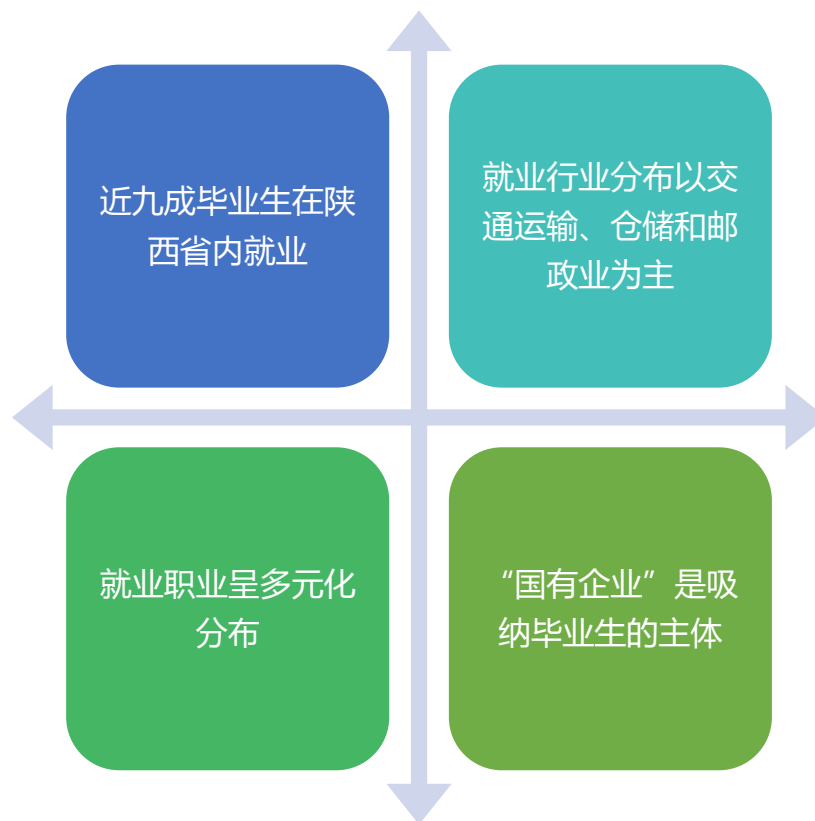 近九成毕业生在陕
西省内就业
就业行业分布以交
通运输、仓储和邮
政业为主
就业职业呈多元化
分布
“国有企业”是吸
纳毕业生的主体